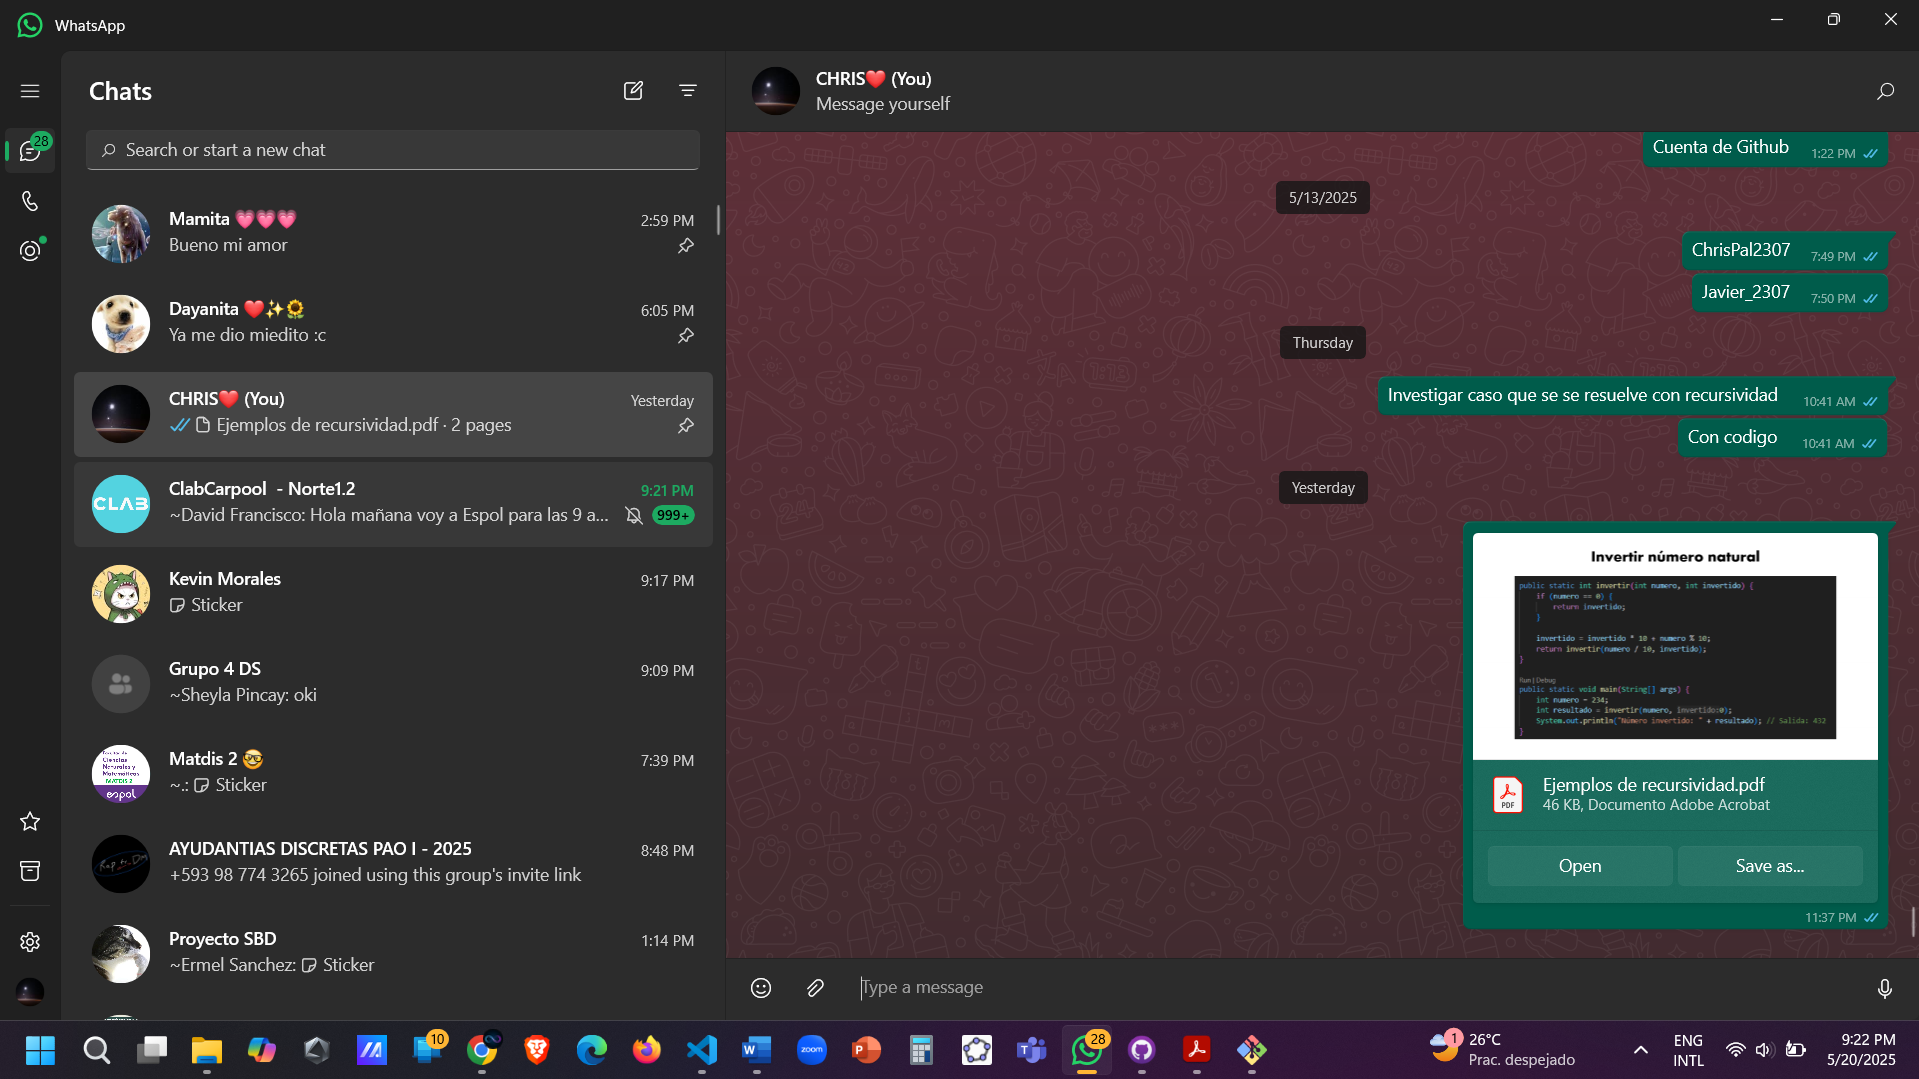 WhatsApp
Chats
28
Search or start a new chat
Mamita 💗💗💗
2:59 PM
Bueno mi amor
Dayanita ❤️✨🌻
6:05 PM
Ya me dio miedito :c
CHRIS❤️ (You)
Yesterday
Ejemplos de recursividad.pdf · 2 pages
CLAB
ClabCarpool - Norte1.2
9:21 PM
~David Francisco: Hola mañana voy a Espol para las 9 a...
999+
Kevin Morales
9:17 PM
Sticker
Grupo 4 DS
9:09 PM
~Sheyla Pincay: oki
Ciencias
Naturales y
Matemáticas
MATDIS 2
espol
Matdis 2 🤓
7:39 PM
~.: Sticker
AYUDANTIAS DISCRETAS PAO I - 2025
8:48 PM
+593 98 774 3265 joined using this group's invite link
Proyecto SBD
1:14 PM
~Ermel Sanchez: Sticker
CHRIS❤️ (You)
Message yourself
Cuenta de Github 1:22 PM
5/13/2025
ChrisPal2307 7:49 PM
Javier_2307 7:50 PM
Thursday
Investigar caso que se se resuelve con recursividad 10:41 AM
Con codigo 10:41 AM
Yesterday
Invertir número natural
public static int invertir(int numero, int invertido) {
if (numero == 0) {
return invertido;
}
invertido = invertido * 10 + numero % 10;
return invertir(numero / 10, invertido);
}
Run | Debug
public static void main(String[] args) {
int numero = 234;
int resultado = invertir(numero, invertido:0);
System.out.println("Número invertido: " + resultado); // Salida: 432
}
PDF
Ejemplos de recursividad.pdf
46 KB, Documento Adobe Acrobat
Open
Save as...
11:37 PM
Type a message
10
zoom
28
1
26°C
Prac. despejado
ENG
INTL
9:22 PM
5/20/2025